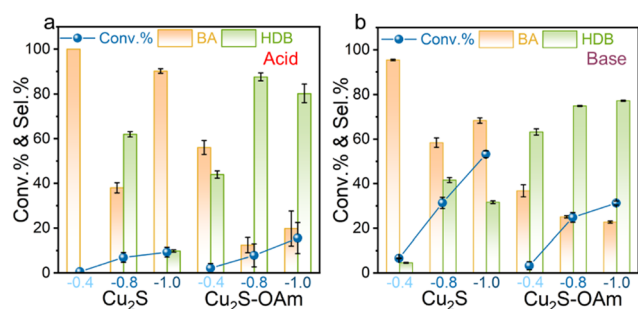 a
Conv.% BA HDB
Acid
Conv.% & Sel.%
100
80
60
40
20
0
-0.4 -0.8 -1.0 -0.4 -0.8 -1.0
Cu₂S Cu₂S-OAm
b
Conv.% BA HDB
Base
Conv.% & Sel.%
100
80
60
40
20
0
-0.4 -0.8 -1.0 -0.4 -0.8 -1.0
Cu₂S Cu₂S-OAm